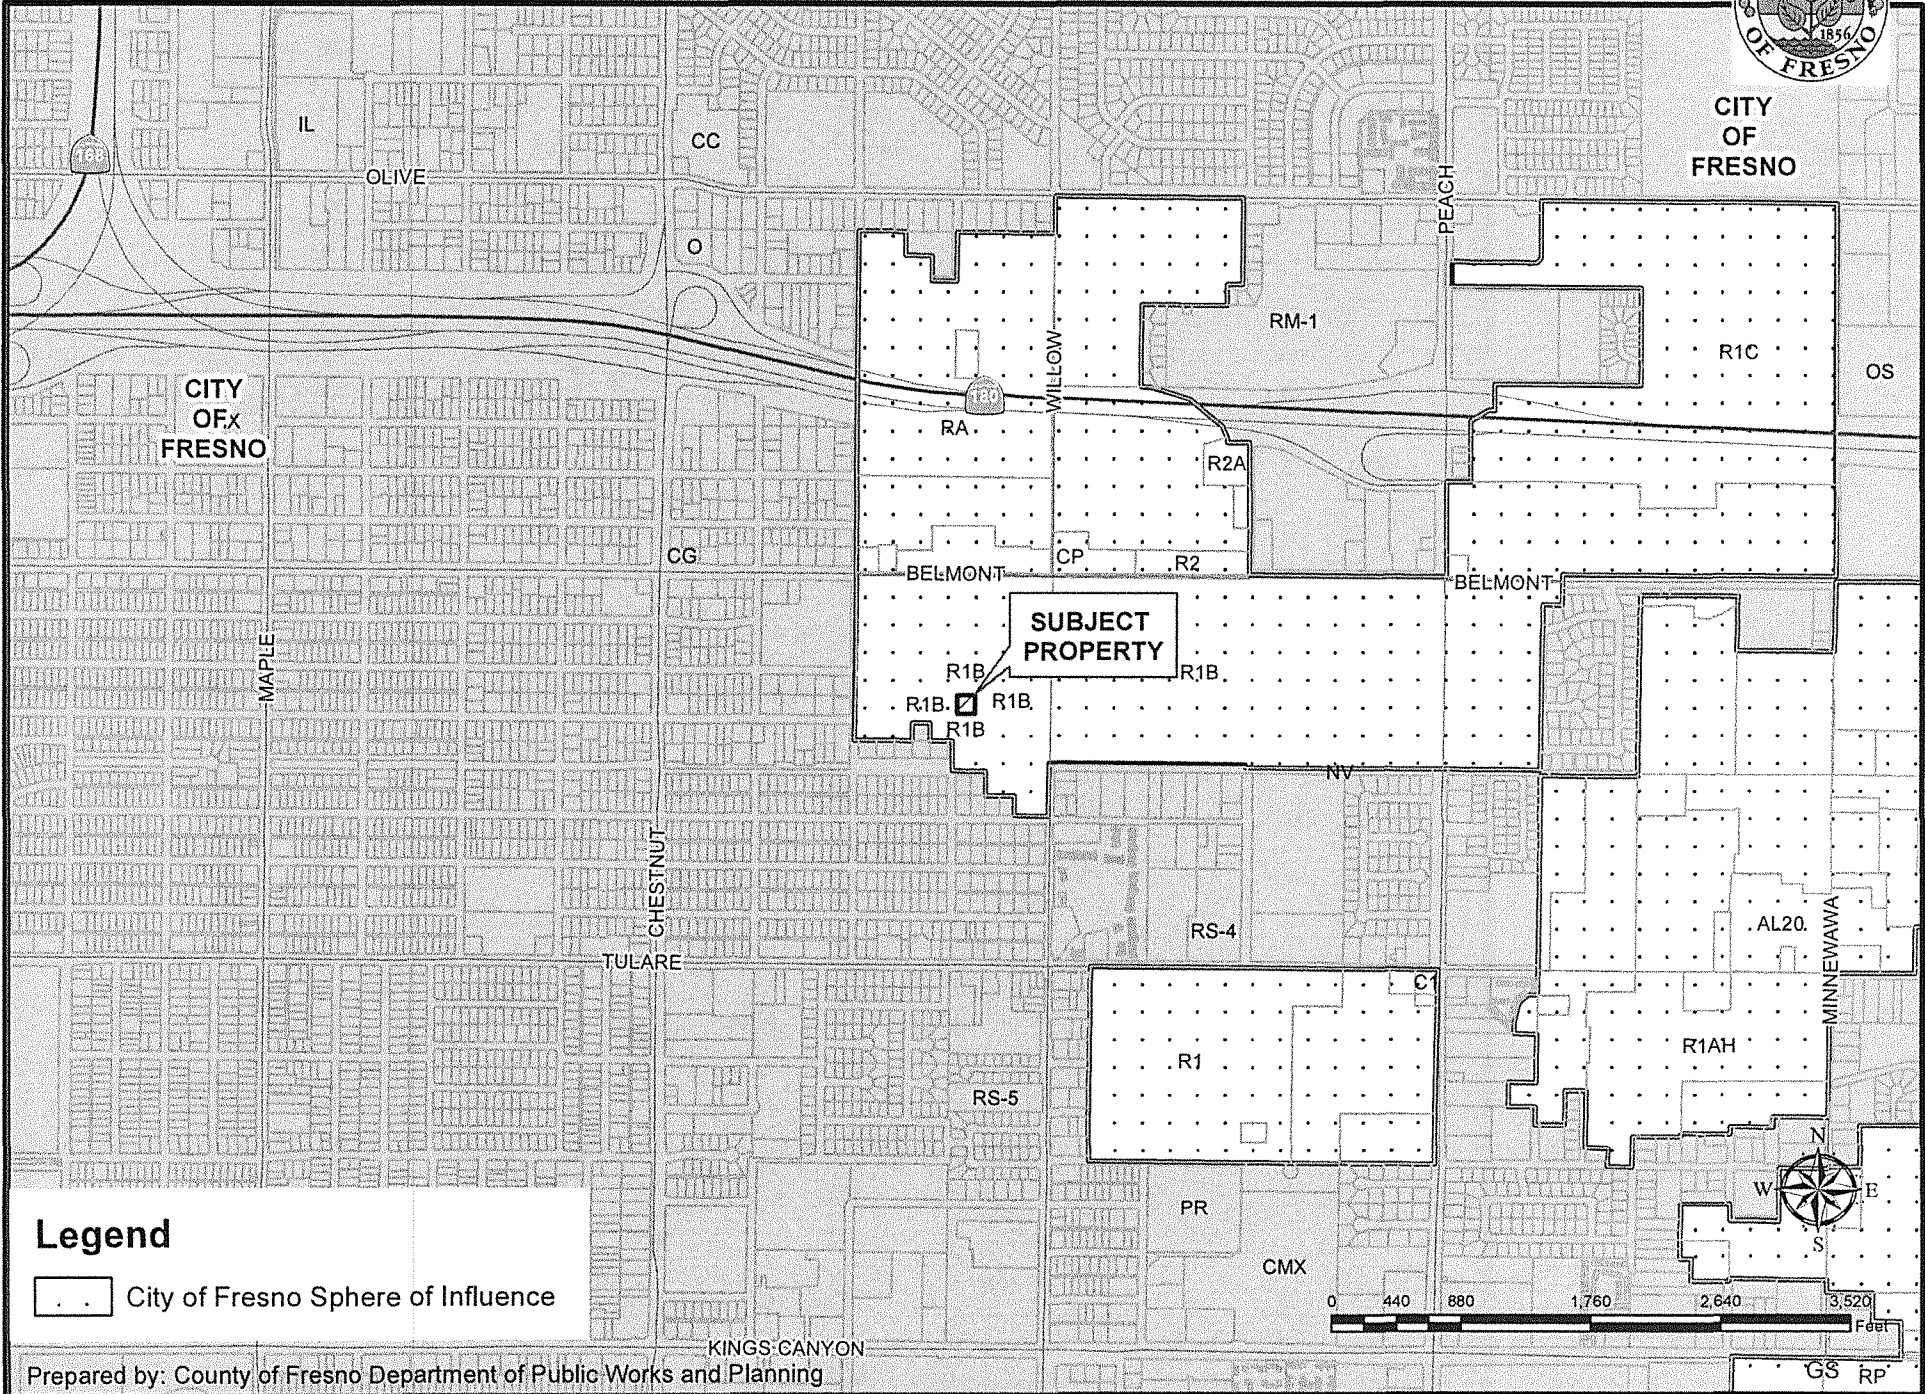 1856
OF FRESNO
CITY
OF
FRESNO
IL
CC
168
OLIVE
PEACH
O
RM-1
WILLOW
R1C
OS
CITY
OF
X
FRESNO
180
RA
R2A
CG
CP
BELMONT
R2
BELMONT
SUBJECT
PROPERTY
MAPLE
R1B
R1B
R1B
R1B
R1B
NV
CHESTNUT
RS-4
AL20
MINNEWAWA
TULARE
C1
R1
R1AH
RS-5
N
W
E
S
PR
CMX
Legend
City of Fresno Sphere of Influence
0 440 880 1,760 2,640 3,520
Feet
KINGS CANYON
GS
RP
Prepared by: County of Fresno Department of Public Works and Planning